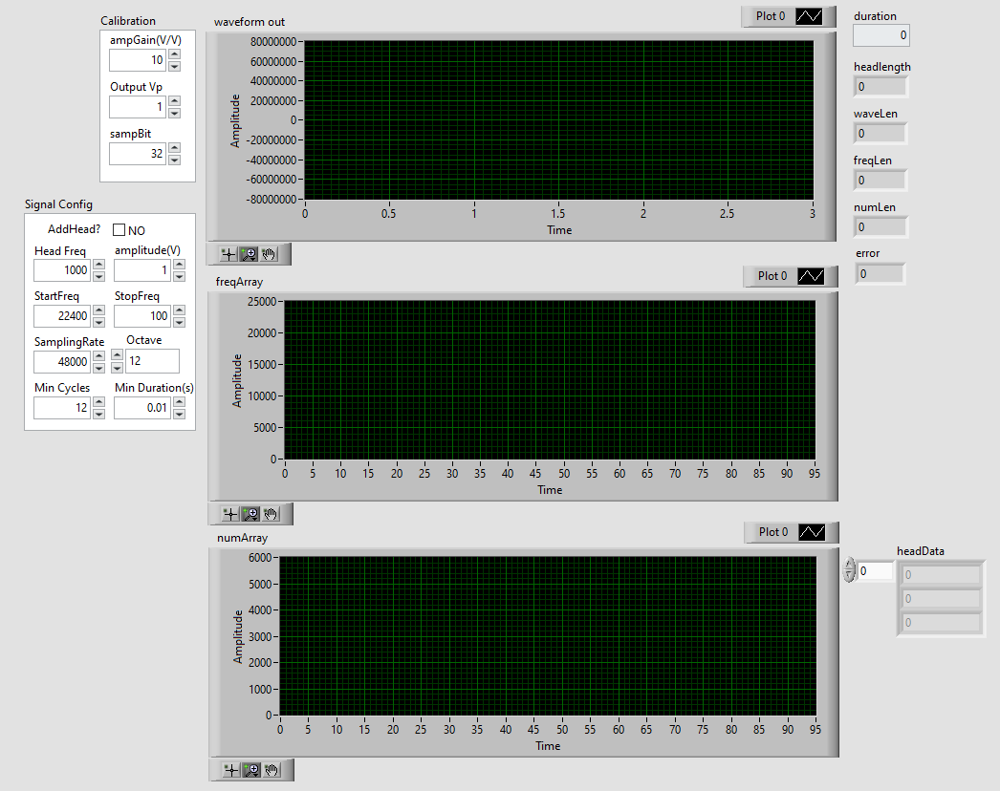 Calibration
ampGain(V/V)
10
Output Vp
1
sampBit
32
Signal Config
AddHead? NO
Head Freq amplitude(V)
1000 1
StartFreq StopFreq
22400 100
SamplingRate Octave
48000 12
Min Cycles Min Duration(s)
12 0.01
waveform out
Plot 0
Amplitude
80000000
60000000
40000000
20000000
0
-20000000
-40000000
-60000000
-80000000
0 0.5 1 1.5 2 2.5 3
Time
freqArray
Plot 0
Amplitude
25000
20000
15000
10000
5000
0
0 5 10 15 20 25 30 35 40 45 50 55 60 65 70 75 80 85 90 95
Time
numArray
Plot 0
Amplitude
6000
5000
4000
3000
2000
1000
0
0 5 10 15 20 25 30 35 40 45 50 55 60 65 70 75 80 85 90 95
Time
duration
0
headlength
0
waveLen
0
freqLen
0
numLen
0
error
0
headData
0
0
0
0